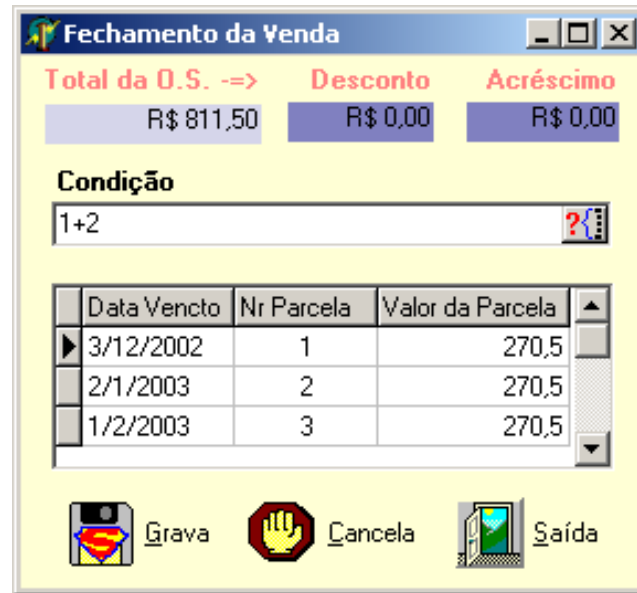 Fechamento da Venda
Total da O.S. -=> Desconto Acréscimo
R$ 811,50 R$ 0,00 R$ 0,00
Condição
1+2 ?{
Data Vencto Nr Parcela Valor da Parcela
3/12/2002 1 270,5
2/1/2003 2 270,5
1/2/2003 3 270,5
Grava Cancela Saída